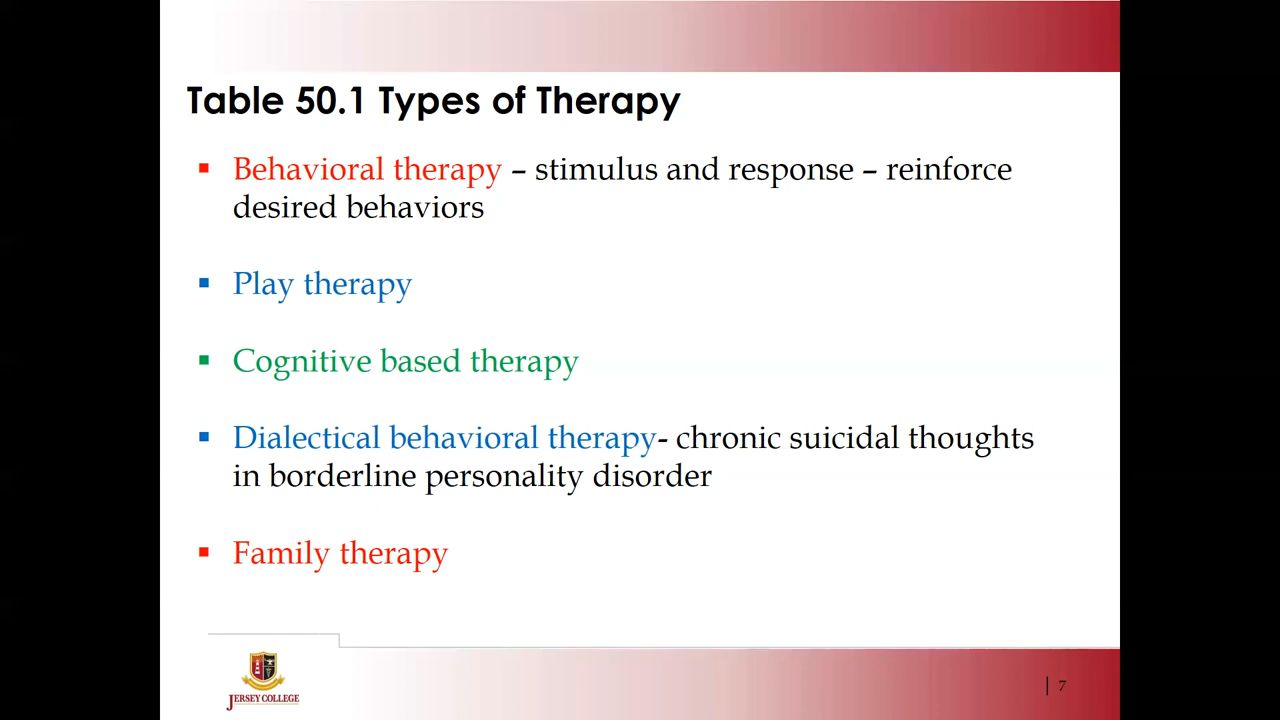 Table 50.1 Types of Therapy
▪ Behavioral therapy – stimulus and response – reinforce
desired behaviors
▪ Play therapy
▪ Cognitive based therapy
▪ Dialectical behavioral therapy- chronic suicidal thoughts
in borderline personality disorder
▪ Family therapy
JERSEY COLLEGE
| 7